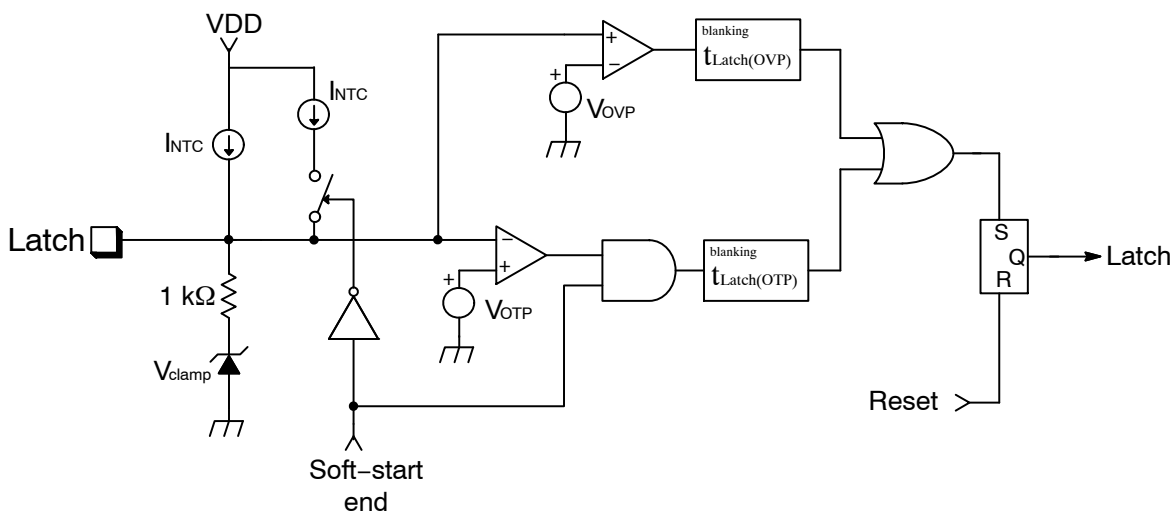 VDD
INTC
INTC
blanking
tLatch(OVP)
+
−
+
VOVP
Latch
S
Q
R
Latch
−
+
+
VOTP
blanking
tLatch(OTP)
1 kΩ
Vclamp
Reset
Soft−start
end